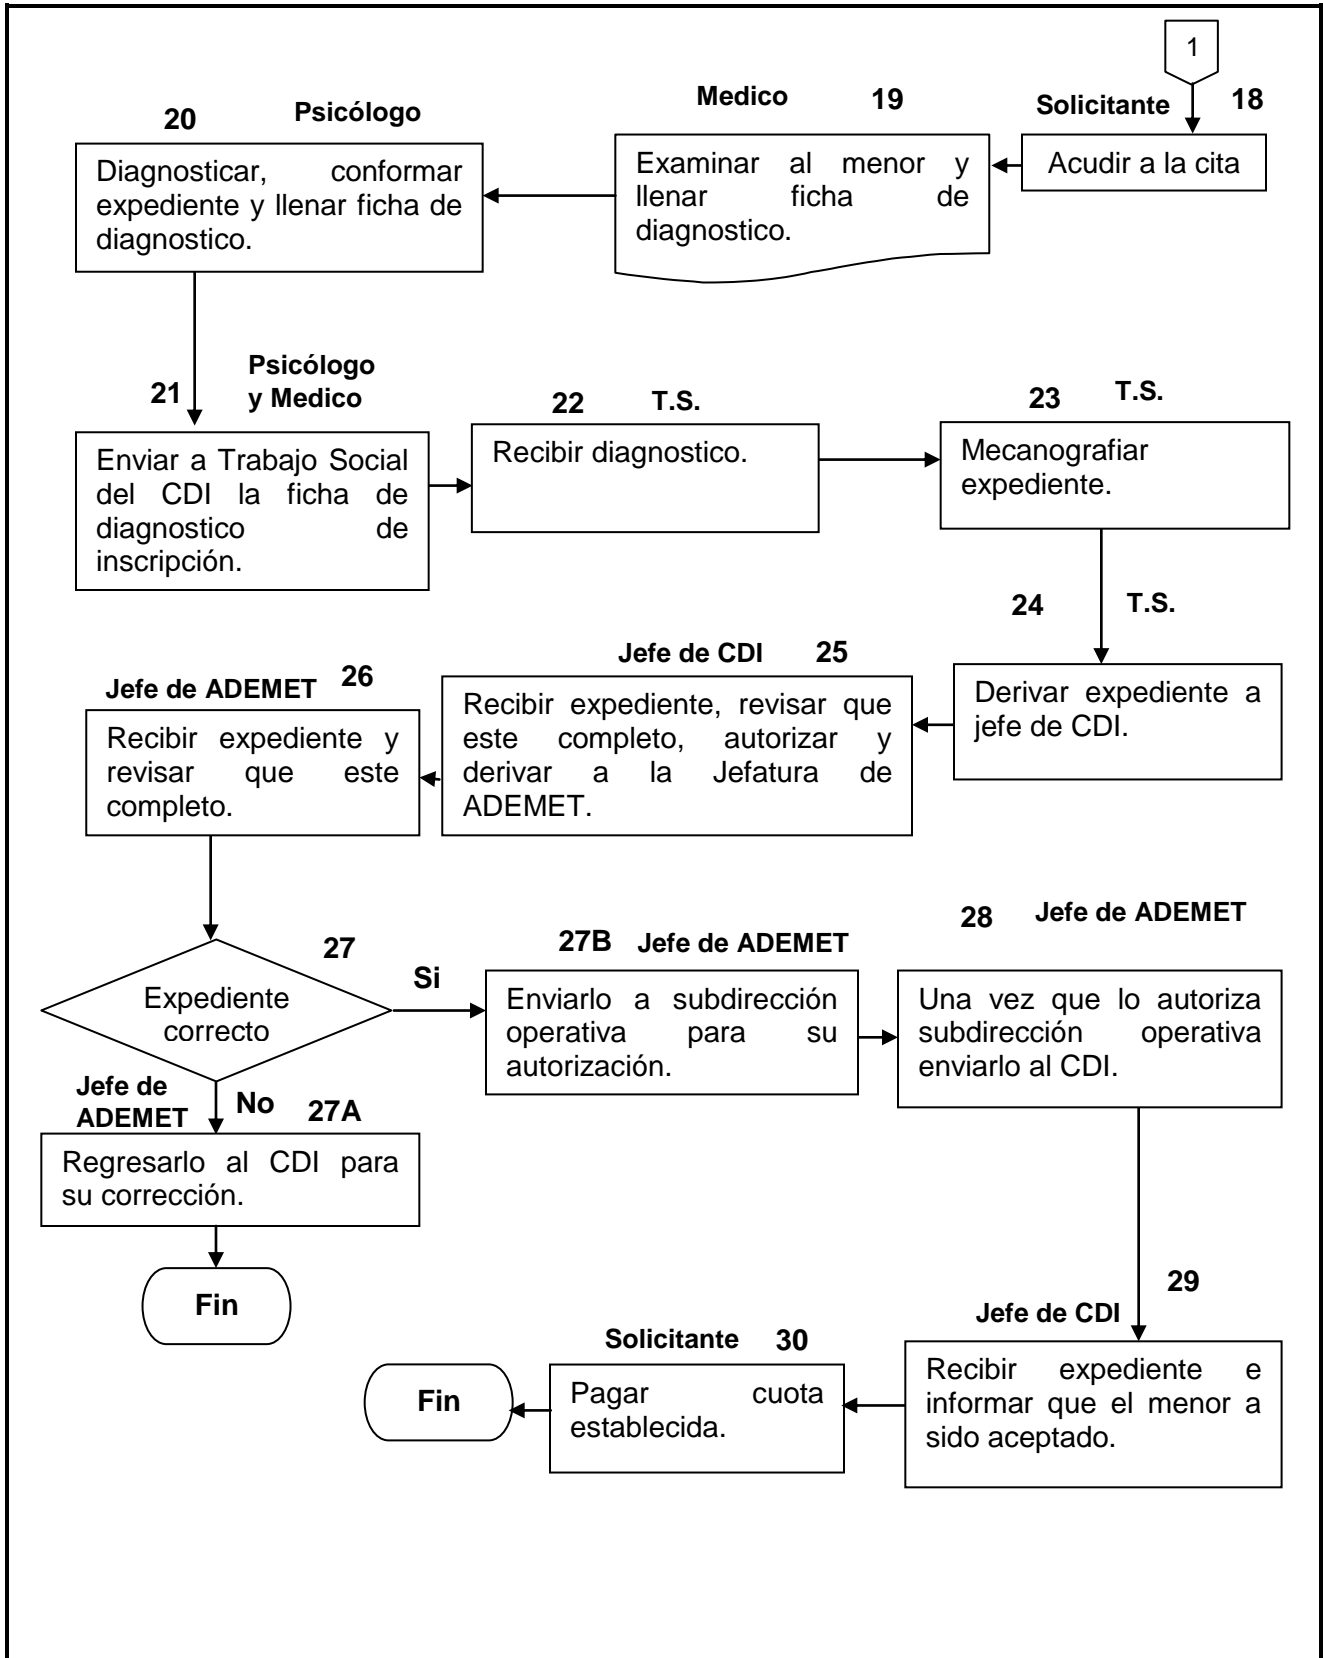 1
Solicitante 18
Acudir a la cita
Medico 19
Examinar al menor y
llenar ficha de
diagnostico.
20 Psicólogo
Diagnosticar, conformar
expediente y llenar ficha de
diagnostico.
21 Psicólogo
y Medico
Enviar a Trabajo Social
del CDI la ficha de
diagnostico de
inscripción.
22 T.S.
Recibir diagnostico.
23 T.S.
Mecanografiar
expediente.
24 T.S.
Derivar expediente a
jefe de CDI.
Jefe de CDI 25
Recibir expediente, revisar que
este completo, autorizar y
derivar a la Jefatura de
ADEMET.
Jefe de ADEMET 26
Recibir expediente y
revisar que este
completo.
27
Expediente
correcto
Si
No
Jefe de
ADEMET
27A
Regresarlo al CDI para
su corrección.
Fin
27B Jefe de ADEMET
Enviarlo a subdirección
operativa para su
autorización.
28 Jefe de ADEMET
Una vez que lo autoriza
subdirección operativa
enviarlo al CDI.
29
Jefe de CDI
Recibir expediente e
informar que el menor a
sido aceptado.
Solicitante 30
Pagar cuota
establecida.
Fin